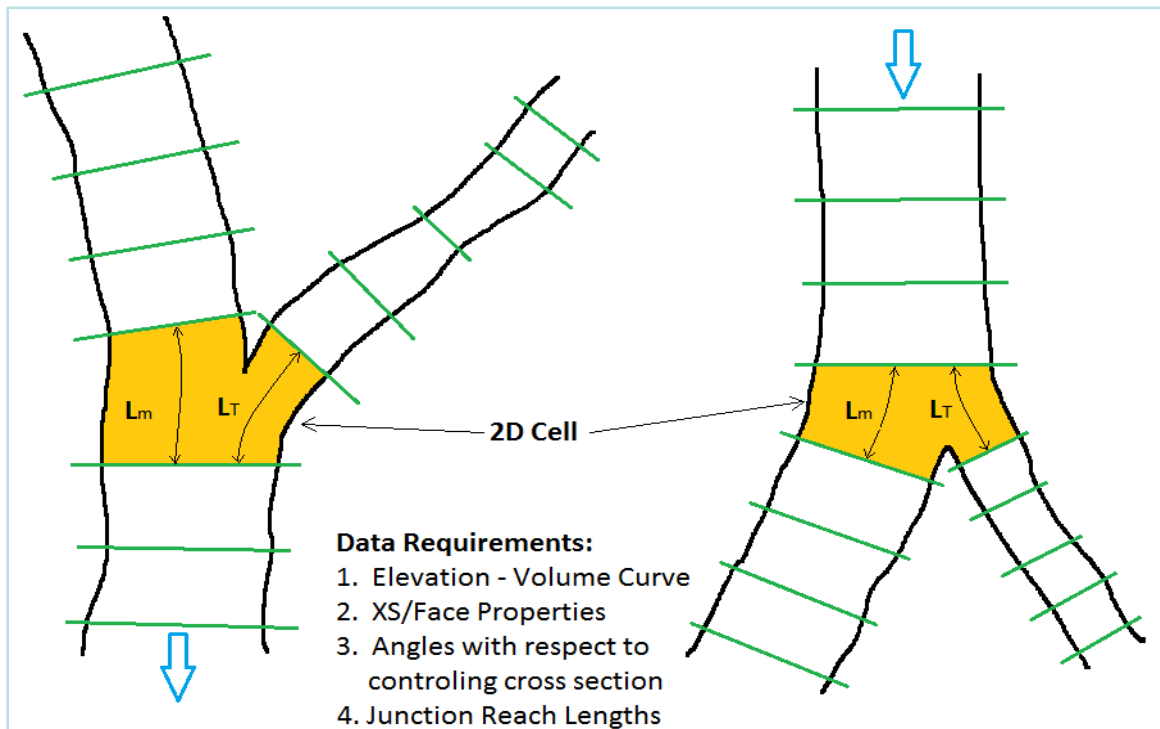 Lm
LT
Lm
LT
2D Cell
Data Requirements:
1. Elevation - Volume Curve
2. XS/Face Properties
3. Angles with respect to
controling cross section
4. Junction Reach Lengths